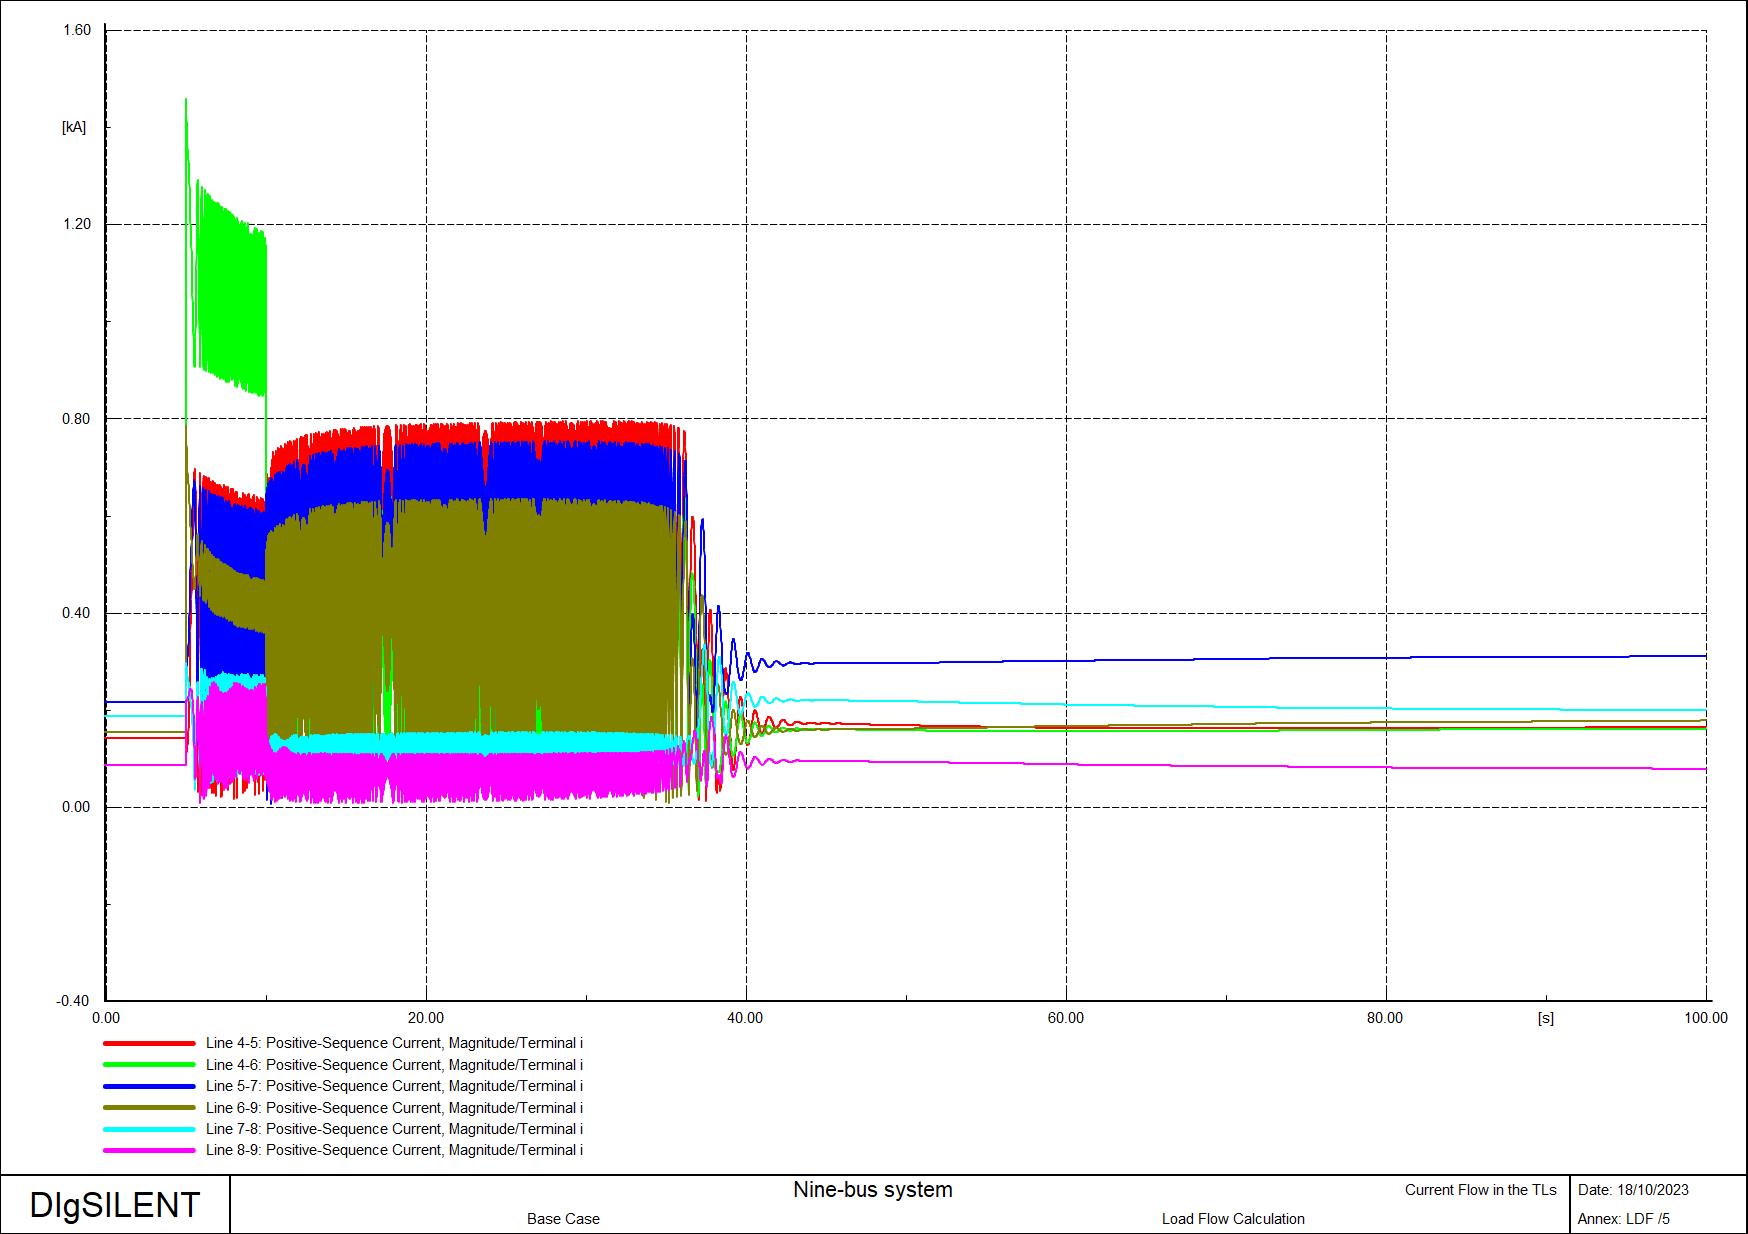 1.60
[kA]
1.20
0.80
0.40
0.00
-0.40
0.00 20.00 40.00 60.00 80.00 [s] 100.00
Line 4-5: Positive-Sequence Current, Magnitude/Terminal i
Line 4-6: Positive-Sequence Current, Magnitude/Terminal i
Line 5-7: Positive-Sequence Current, Magnitude/Terminal i
Line 6-9: Positive-Sequence Current, Magnitude/Terminal i
Line 7-8: Positive-Sequence Current, Magnitude/Terminal i
Line 8-9: Positive-Sequence Current, Magnitude/Terminal i
DIgSILENT
Nine-bus system
Base Case
Current Flow in the TLs
Load Flow Calculation
Date: 18/10/2023
Annex: LDF /5